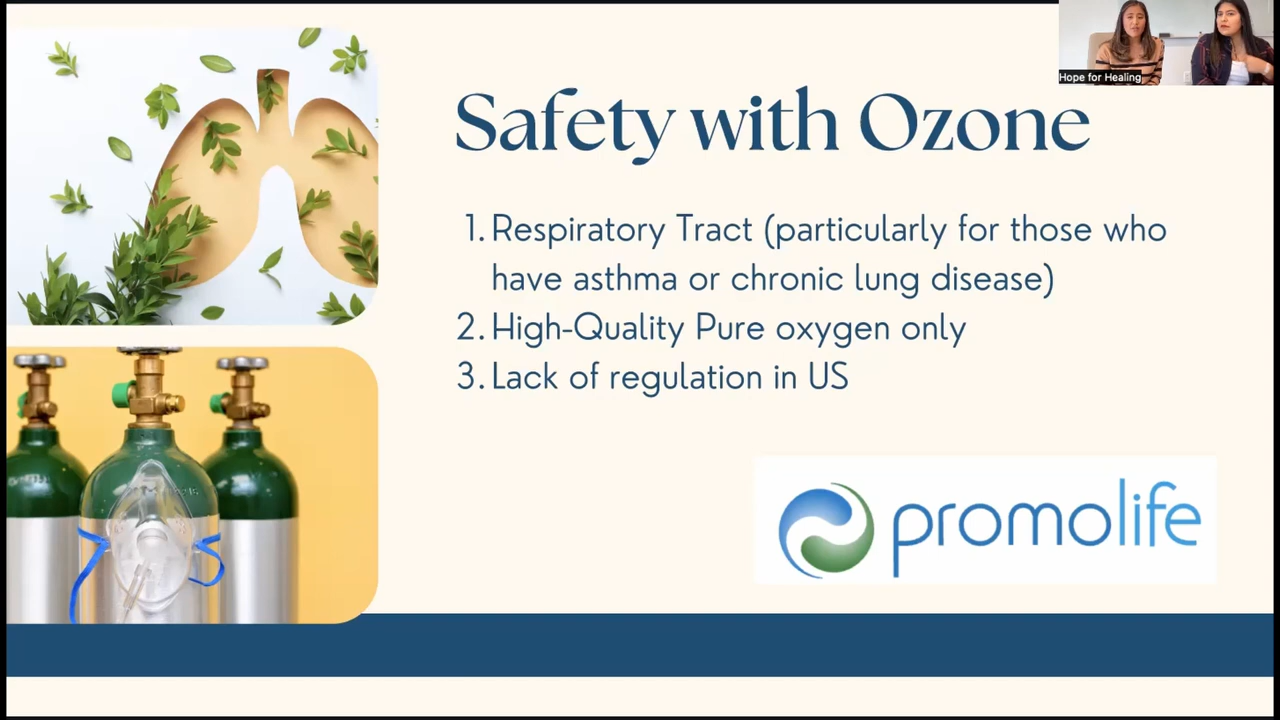 Hope for Healing
Safety with Ozone
1. Respiratory Tract (particularly for those who
have asthma or chronic lung disease)
2. High-Quality Pure oxygen only
3. Lack of regulation in US
promolife